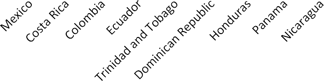 Mexico
Costa Rica
Colombia
Ecuador
Trinidad and Tobago
Dominican Republic
Honduras
Panama
Nicaragua